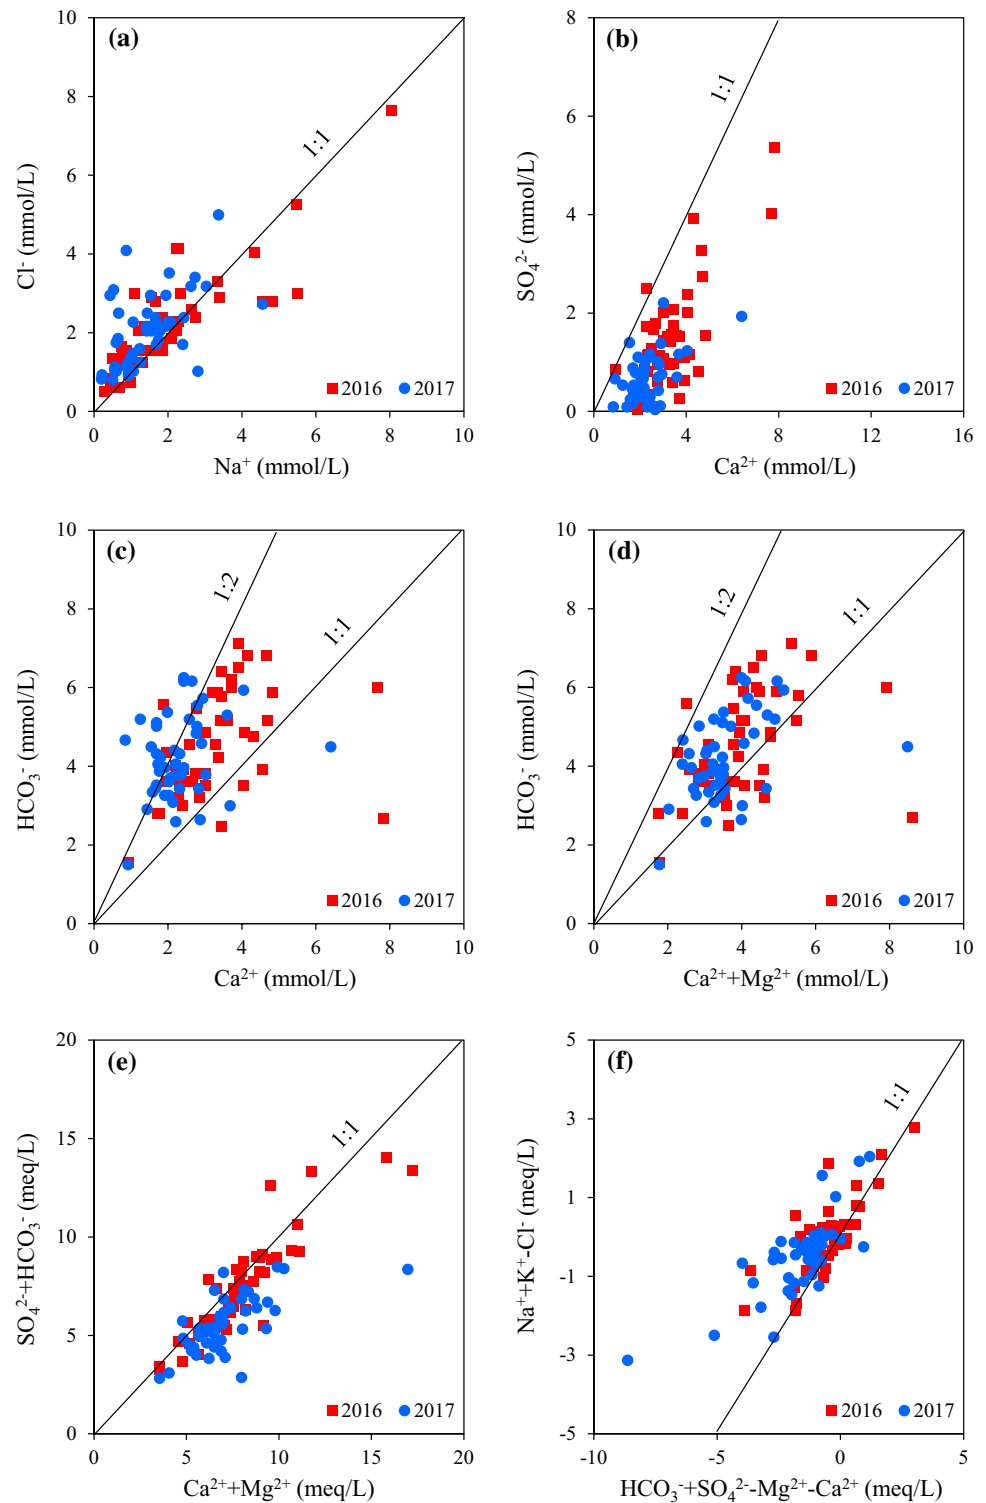 (a)
10
8
6
4
2
0
0 2 4 6 8 10
Cl⁻ (mmol/L)
Na⁺ (mmol/L)
1:1
2016 2017
(b)
8
6
4
2
0
0 4 8 12 16
SO₄²⁻ (mmol/L)
Ca²⁺ (mmol/L)
1:1
2016 2017
(c)
10
8
6
4
2
0
0 2 4 6 8 10
HCO₃⁻ (mmol/L)
Ca²⁺ (mmol/L)
1:2
1:1
2016 2017
(d)
10
8
6
4
2
0
0 2 4 6 8 10
HCO₃⁻ (mmol/L)
Ca²⁺+Mg²⁺ (mmol/L)
1:2
1:1
2016 2017
(e)
20
15
10
5
0
0 5 10 15 20
SO₄²⁻+HCO₃⁻ (meq/L)
Ca²⁺+Mg²⁺ (meq/L)
1:1
2016 2017
(f)
5
3
1
-1
-3
-5
-10 -5 0 5
Na⁺+K⁺-Cl⁻ (meq/L)
HCO₃⁻+SO₄²⁻-Mg²⁺-Ca²⁺ (meq/L)
1:1
2016 2017